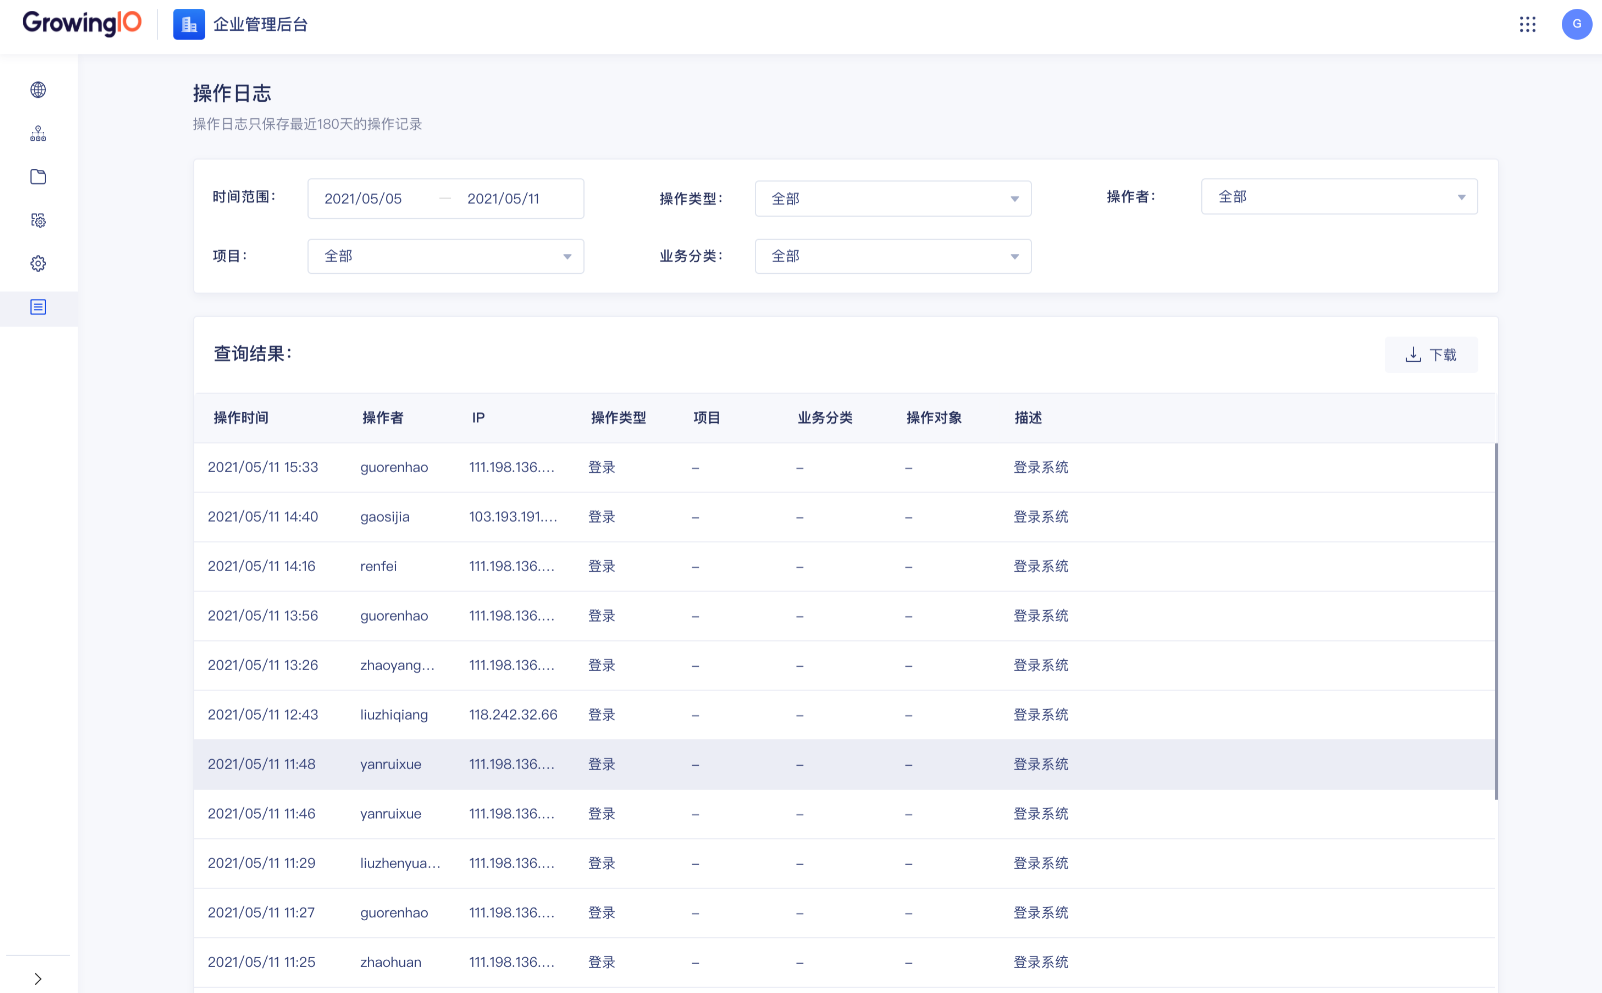 GrowingIO 企业管理后台 G
操作日志
操作日志只保存最近180天的操作记录
时间范围： 2021/05/05 — 2021/05/11 操作类型： 全部 操作者： 全部
项目： 全部 业务分类： 全部
查询结果： 下载
操作时间 操作者 IP 操作类型 项目 业务分类 操作对象 描述
2021/05/11 15:33 guorenhao 111.198.136.... 登录 – – – 登录系统
2021/05/11 14:40 gaosijia 103.193.191.... 登录 – – – 登录系统
2021/05/11 14:16 renfei 111.198.136.... 登录 – – – 登录系统
2021/05/11 13:56 guorenhao 111.198.136.... 登录 – – – 登录系统
2021/05/11 13:26 zhaoyang... 111.198.136.... 登录 – – – 登录系统
2021/05/11 12:43 liuzhiqiang 118.242.32.66 登录 – – – 登录系统
2021/05/11 11:48 yanruixue 111.198.136.... 登录 – – – 登录系统
2021/05/11 11:46 yanruixue 111.198.136.... 登录 – – – 登录系统
2021/05/11 11:29 liuzhenyua... 111.198.136.... 登录 – – – 登录系统
2021/05/11 11:27 guorenhao 111.198.136.... 登录 – – – 登录系统
2021/05/11 11:25 zhaohuan 111.198.136.... 登录 – – – 登录系统